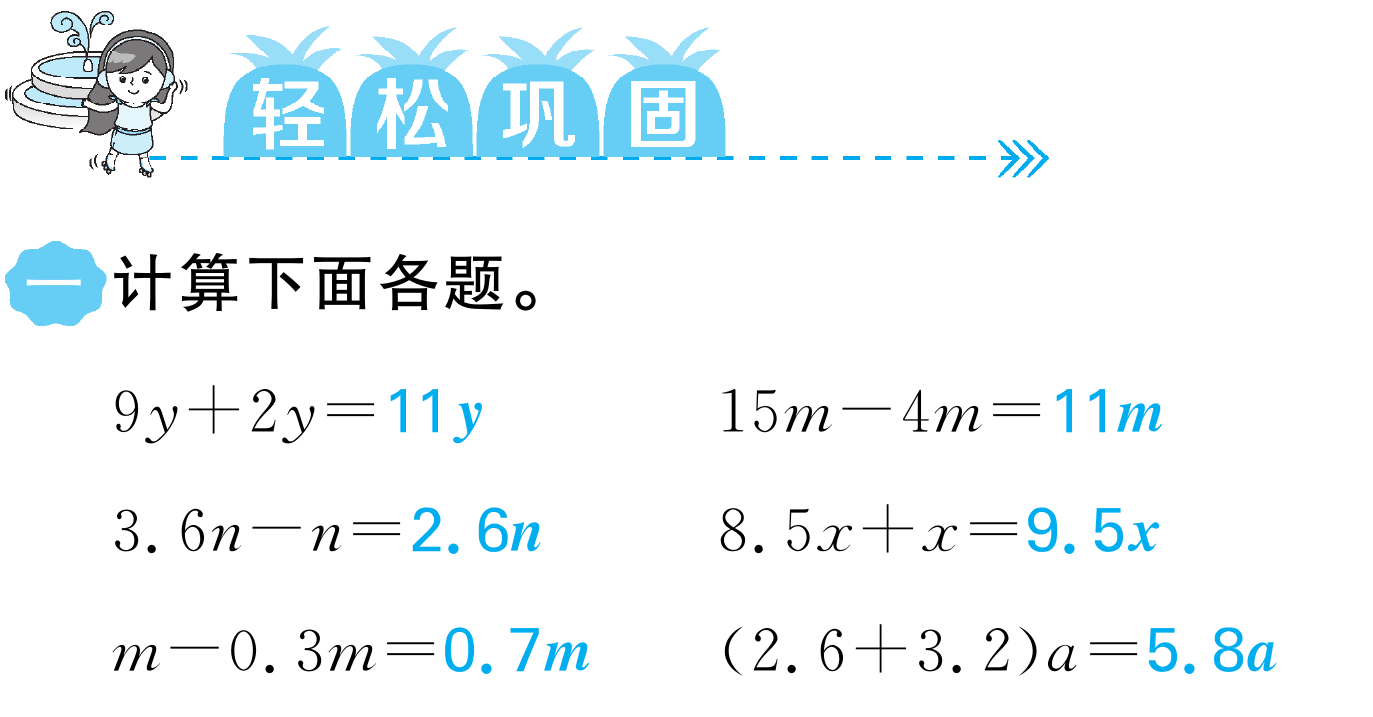 轻松巩固
一 计算下面各题。
9y+2y=11y 15m-4m=11m
3.6n-n=2.6n 8.5x+x=9.5x
m-0.3m=0.7m (2.6+3.2)a=5.8a